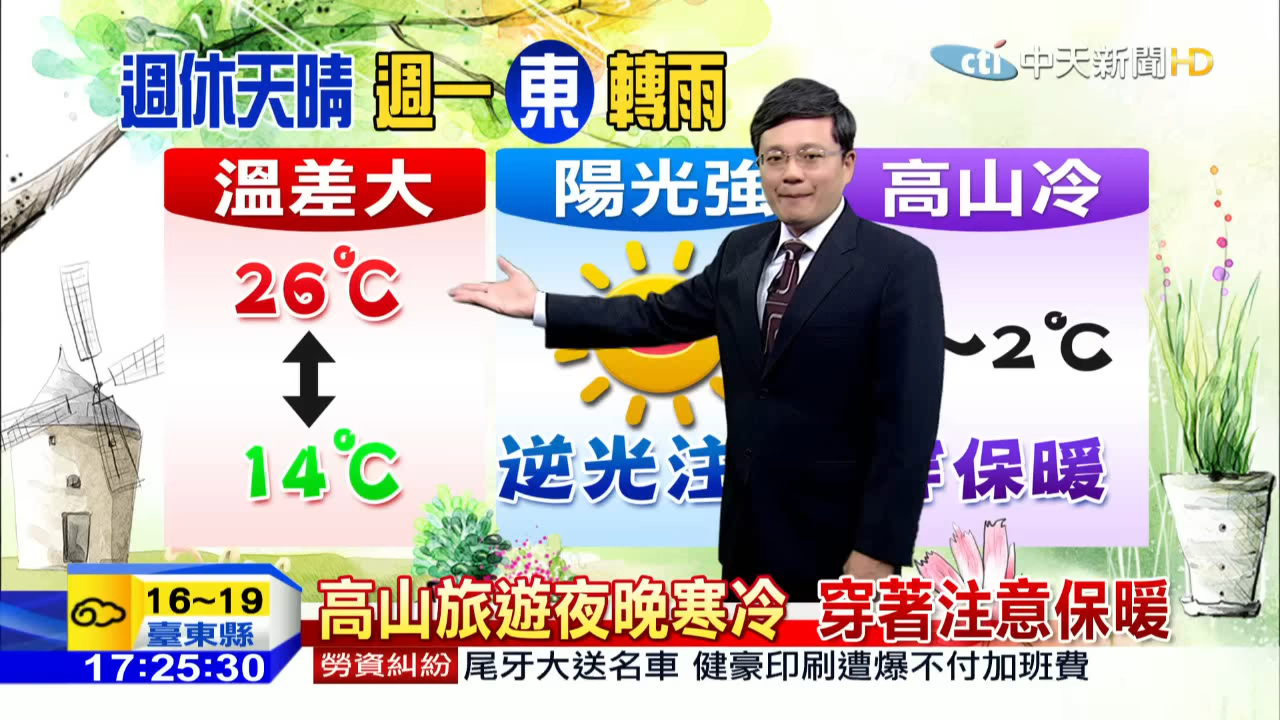 週休天晴 週一 東 轉雨
cti 中天新聞HD
溫差大
陽光強
高山冷
26℃
14℃
~2℃
逆光注
保暖
16~19
臺東縣
17:25:30
高山旅遊夜晚寒冷 穿著注意保暖
勞資糾紛 尾牙大送名車 健豪印刷遭爆不付加班費